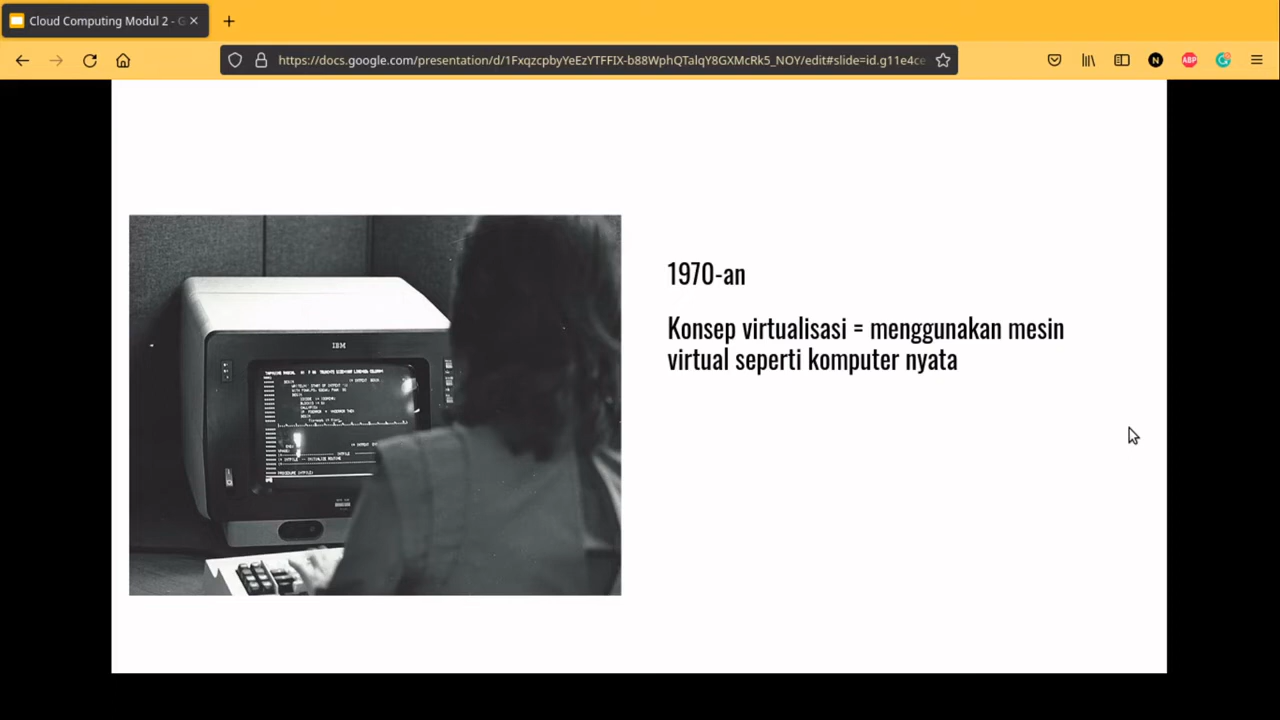 Cloud Computing Modul 2 - G
https://docs.google.com/presentation/d/1FxqzcpbyYeEzYTFFIX-b88WphQTalqY8GXMcRk5_NOY/edit#slide=id.g11e4ce
N
ABP
IBM
1970-an
Konsep virtualisasi = menggunakan mesin
virtual seperti komputer nyata